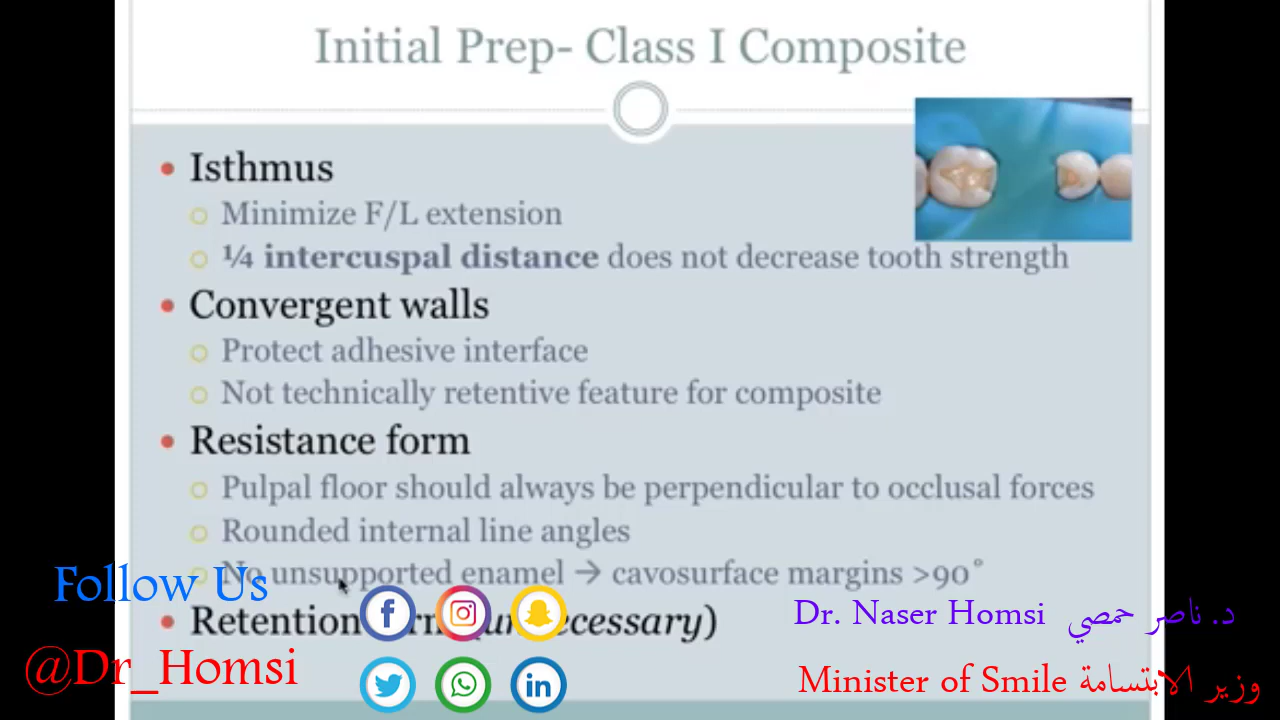 Initial Prep- Class I Composite
Isthmus
Minimize F/L extension
¼ intercuspal distance does not decrease tooth strength
Convergent walls
Protect adhesive interface
Not technically retentive feature for composite
Resistance form
Pulpal floor should always be perpendicular to occlusal forces
Rounded internal line angles
No unsupported enamel → cavosurface margins >90°
Retention
Follow Us
@Dr_Homsi
Dr. Naser Homsi د. ناصر حمصي
Minister of Smile وزير الابتسامة